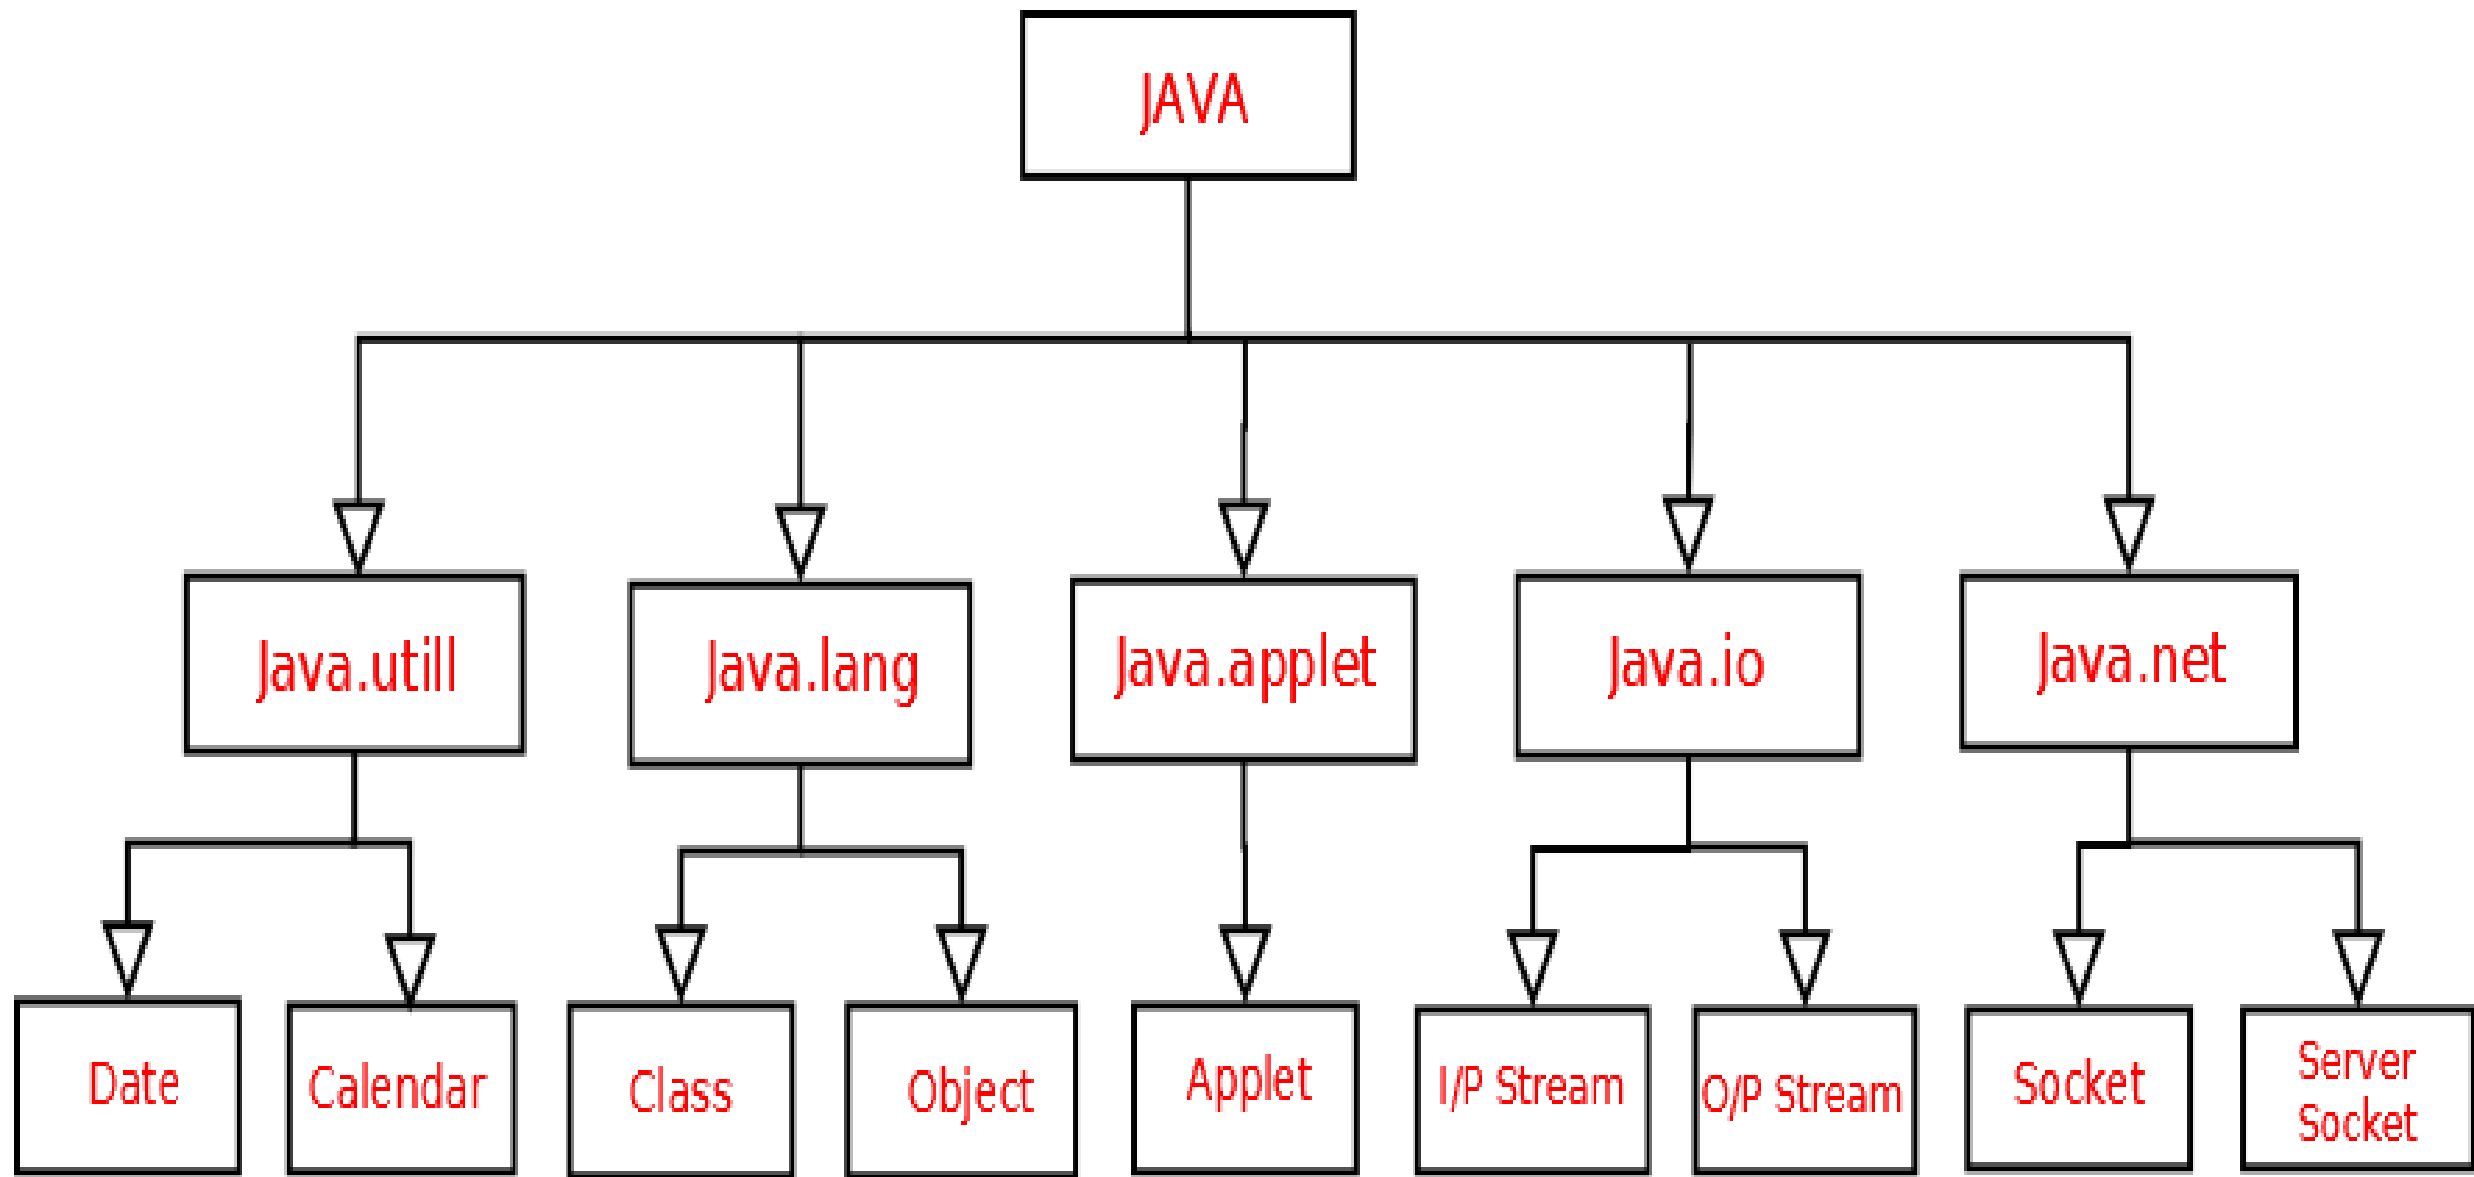 JAVA
Java.utill
Java.lang
Java.applet
Java.io
Java.net
Date
Calendar
Class
Object
Applet
I/P Stream
O/P Stream
Socket
Server
Socket